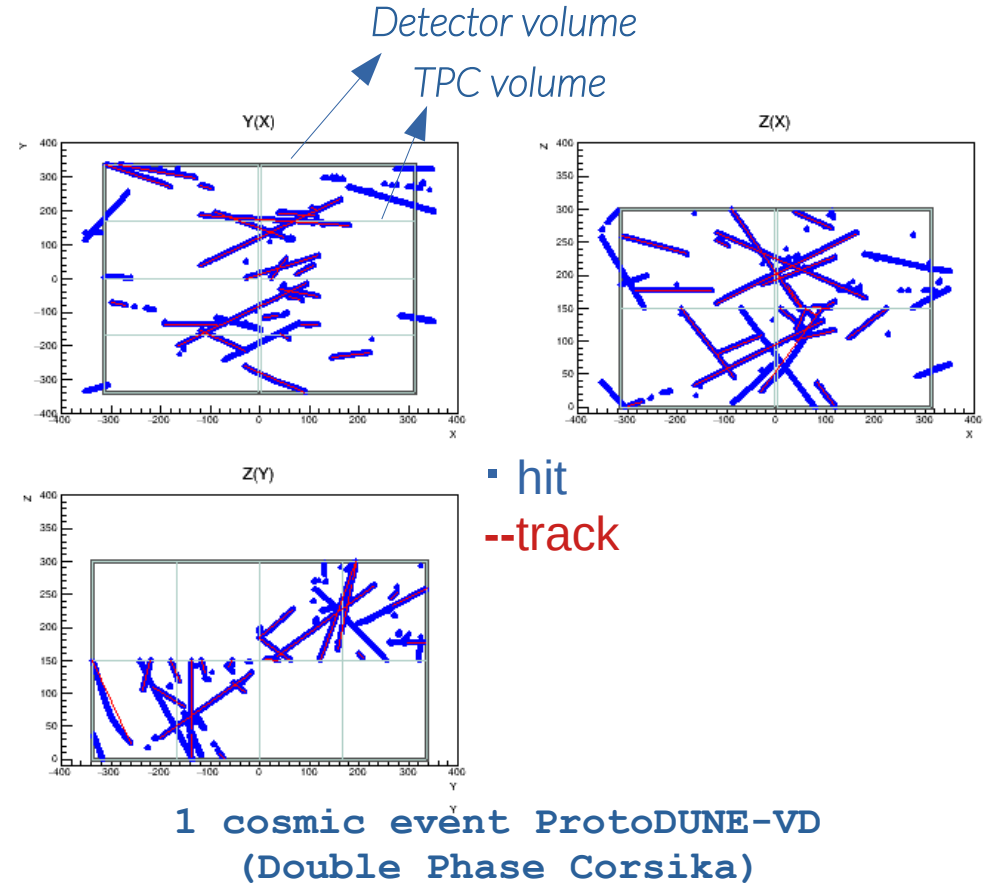 Detector volume
TPC volume
Y(X)
Y
400
300
200
100
0
−100
−200
−300
−400
−400 −300 −200 −100 0 100 200 300 400
X
Z(X)
Z
400
350
300
250
200
150
100
50
0
−400 −300 −200 −100 0 100 200 300 400
X
Z(Y)
Z
400
350
300
250
200
150
100
50
0
−400 −300 −200 −100 0 100 200 300 400
Y
hit
--track
Y
1 cosmic event ProtoDUNE-VD
(Double Phase Corsika)